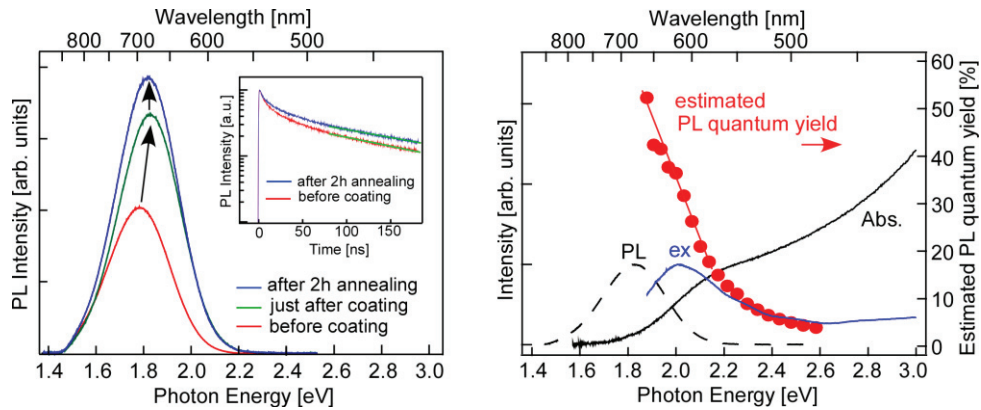 Wavelength [nm]
800 700 600 500
PL Intensity [arb. units]
PL Intensity [a.u.]
after 2h annealing
before coating
0 50 100 150
Time [ns]
after 2h annealing
just after coating
before coating
1.4 1.6 1.8 2.0 2.2 2.4 2.6 2.8 3.0
Photon Energy [eV]
Wavelength [nm]
800 700 600 500
Intensity [arb. units]
estimated
PL quantum yield
Abs.
PL
ex
60
50
40
30
20
10
0
Estimated PL quantum yield [%]
1.4 1.6 1.8 2.0 2.2 2.4 2.6 2.8 3.0
Photon Energy [eV]